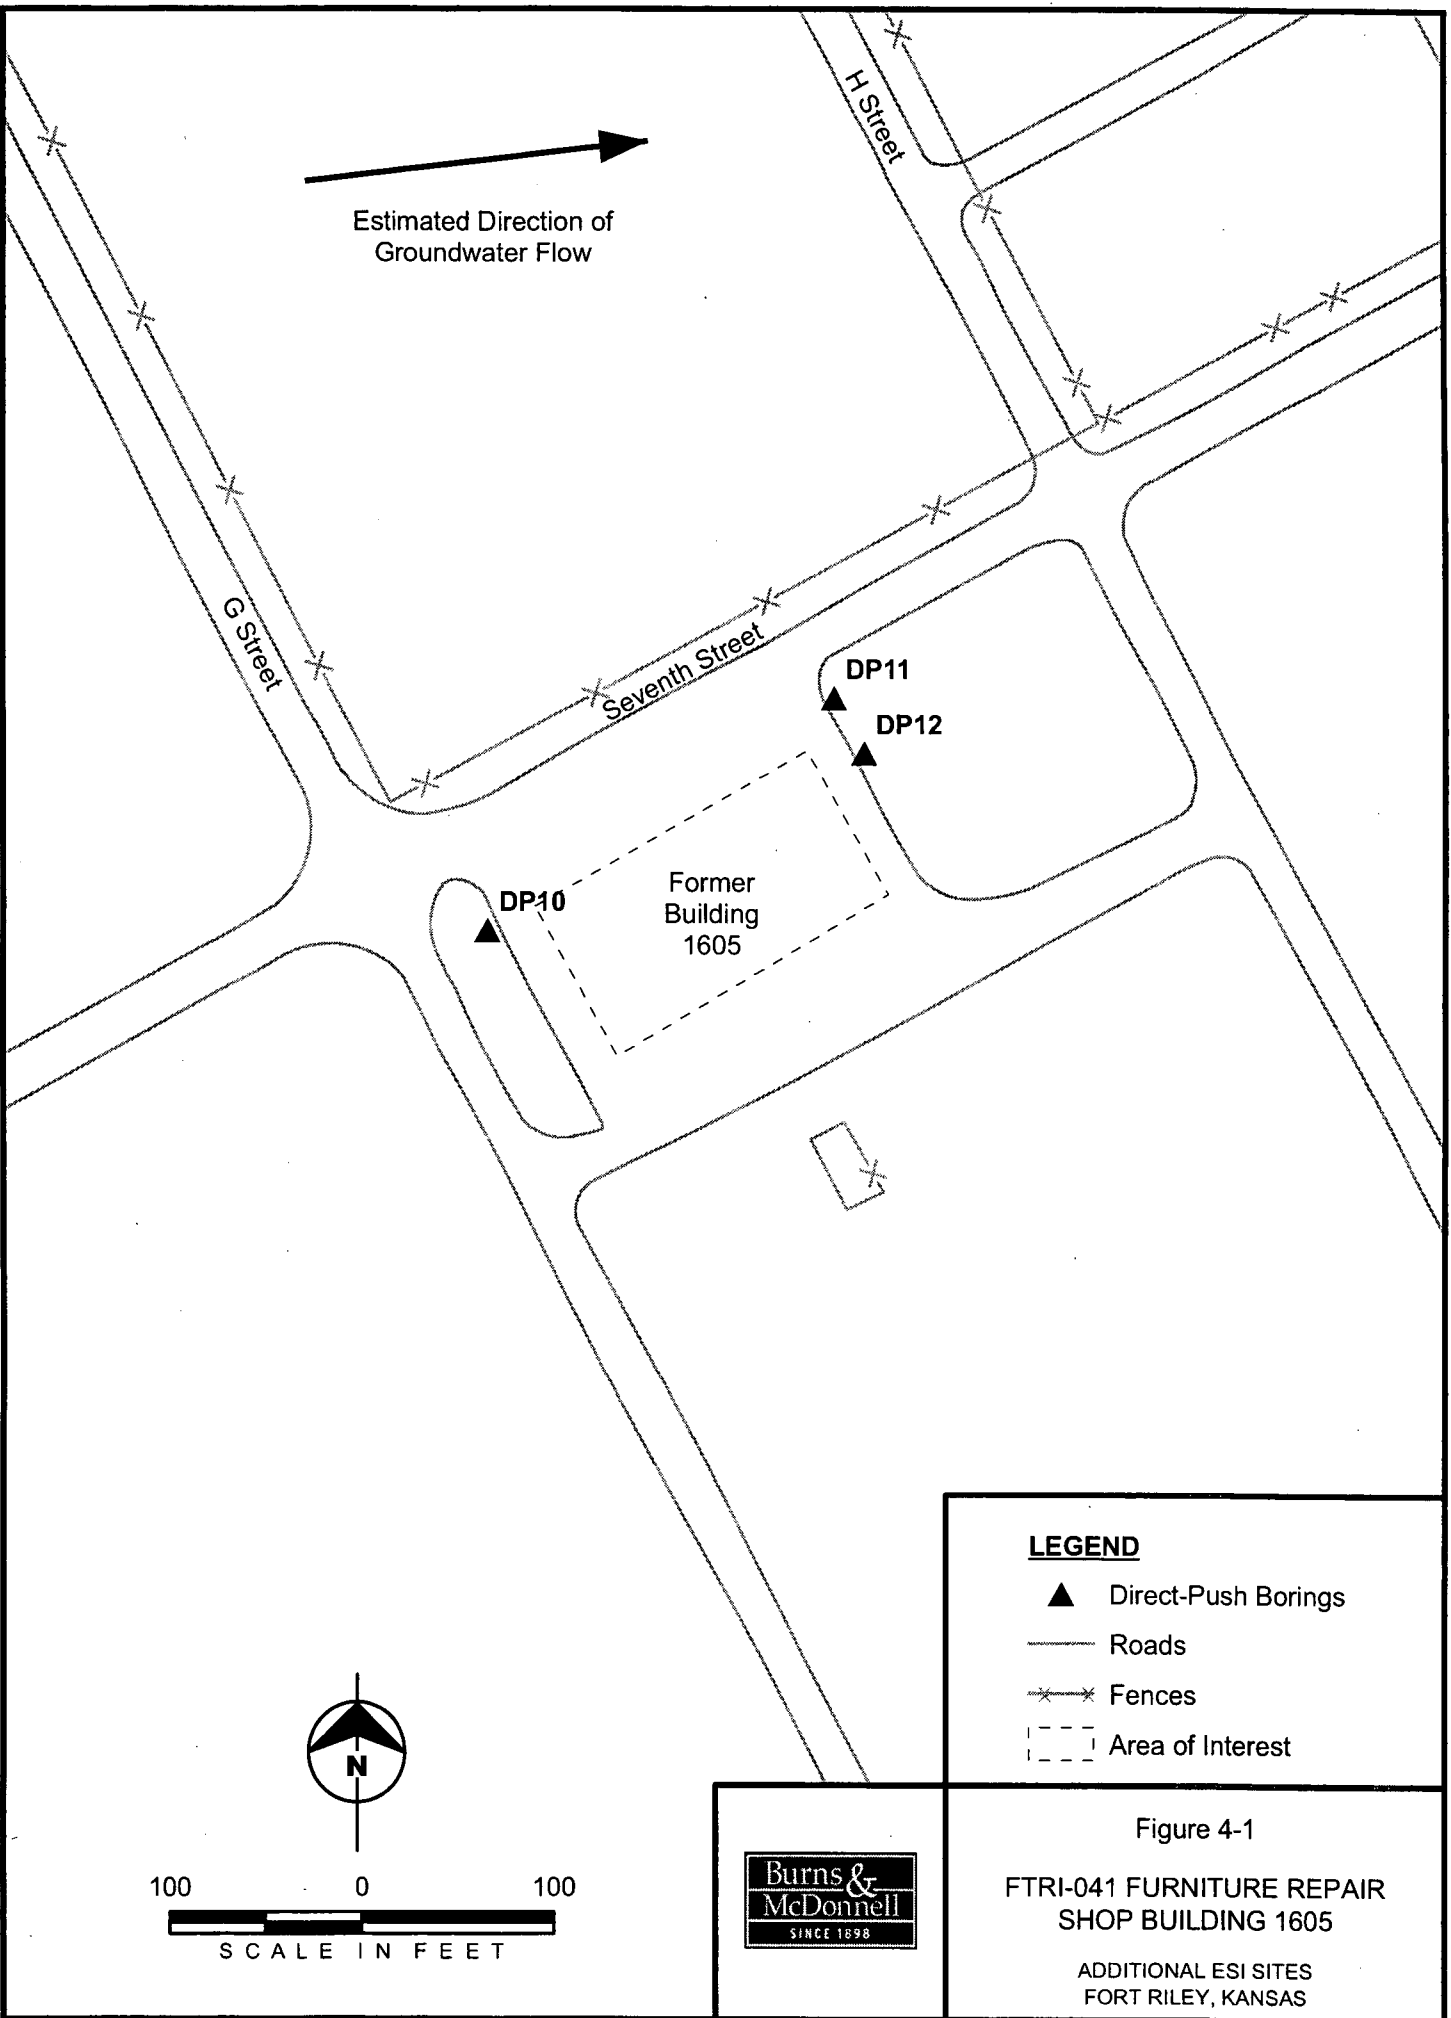 H Street
Estimated Direction of
Groundwater Flow
G Street
Seventh Street
DP11
DP12
DP10
Former
Building
1605
LEGEND
Direct-Push Borings
Roads
Fences
Area of Interest
N
100 0 100
SCALE IN FEET
Burns &
McDonnell
SINCE 1898
Figure 4-1
FTRI-041 FURNITURE REPAIR
SHOP BUILDING 1605
ADDITIONAL ESI SITES
FORT RILEY, KANSAS